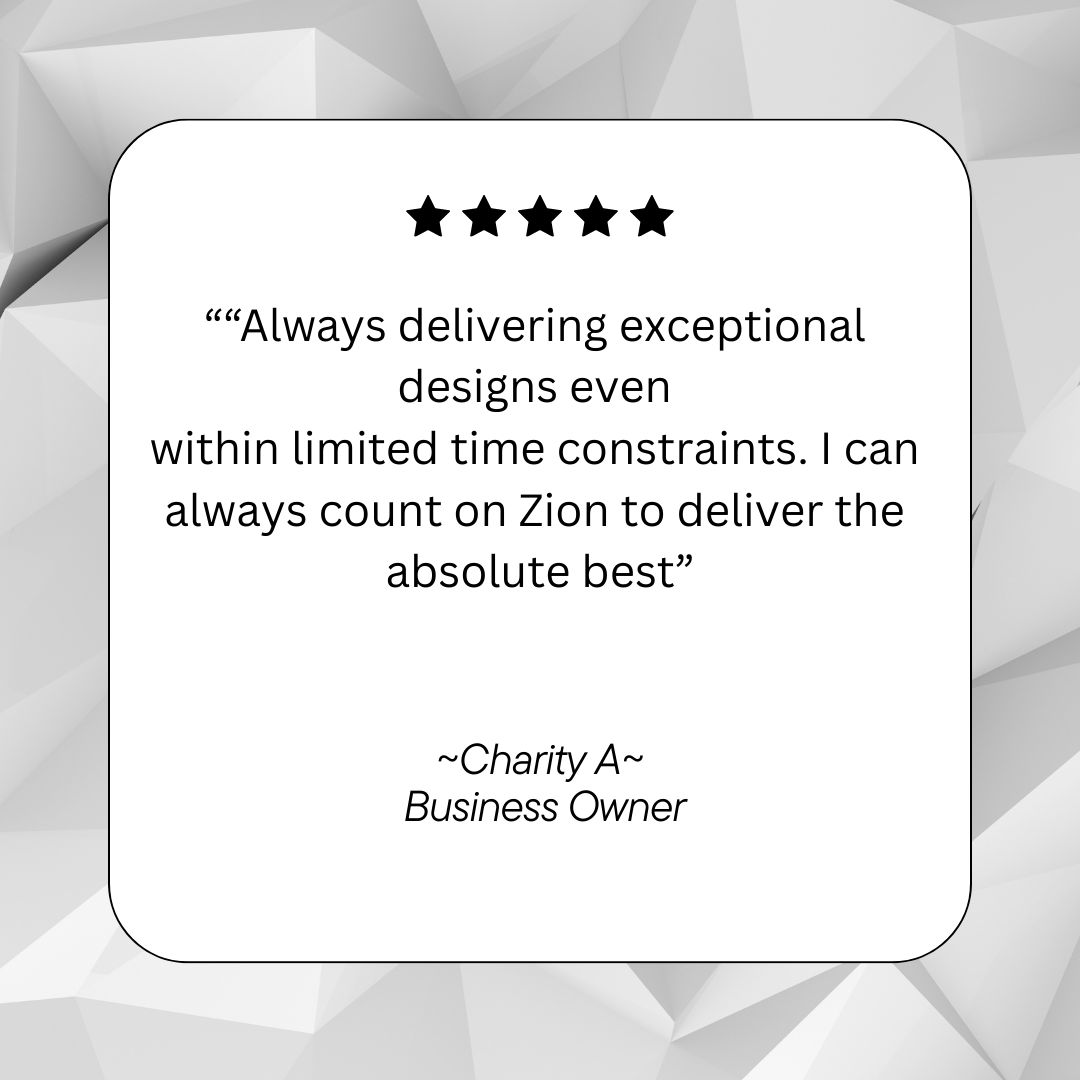 ““Always delivering exceptional
designs even
within limited time constraints. I can
always count on Zion to deliver the
absolute best”
~Charity A~
Business Owner